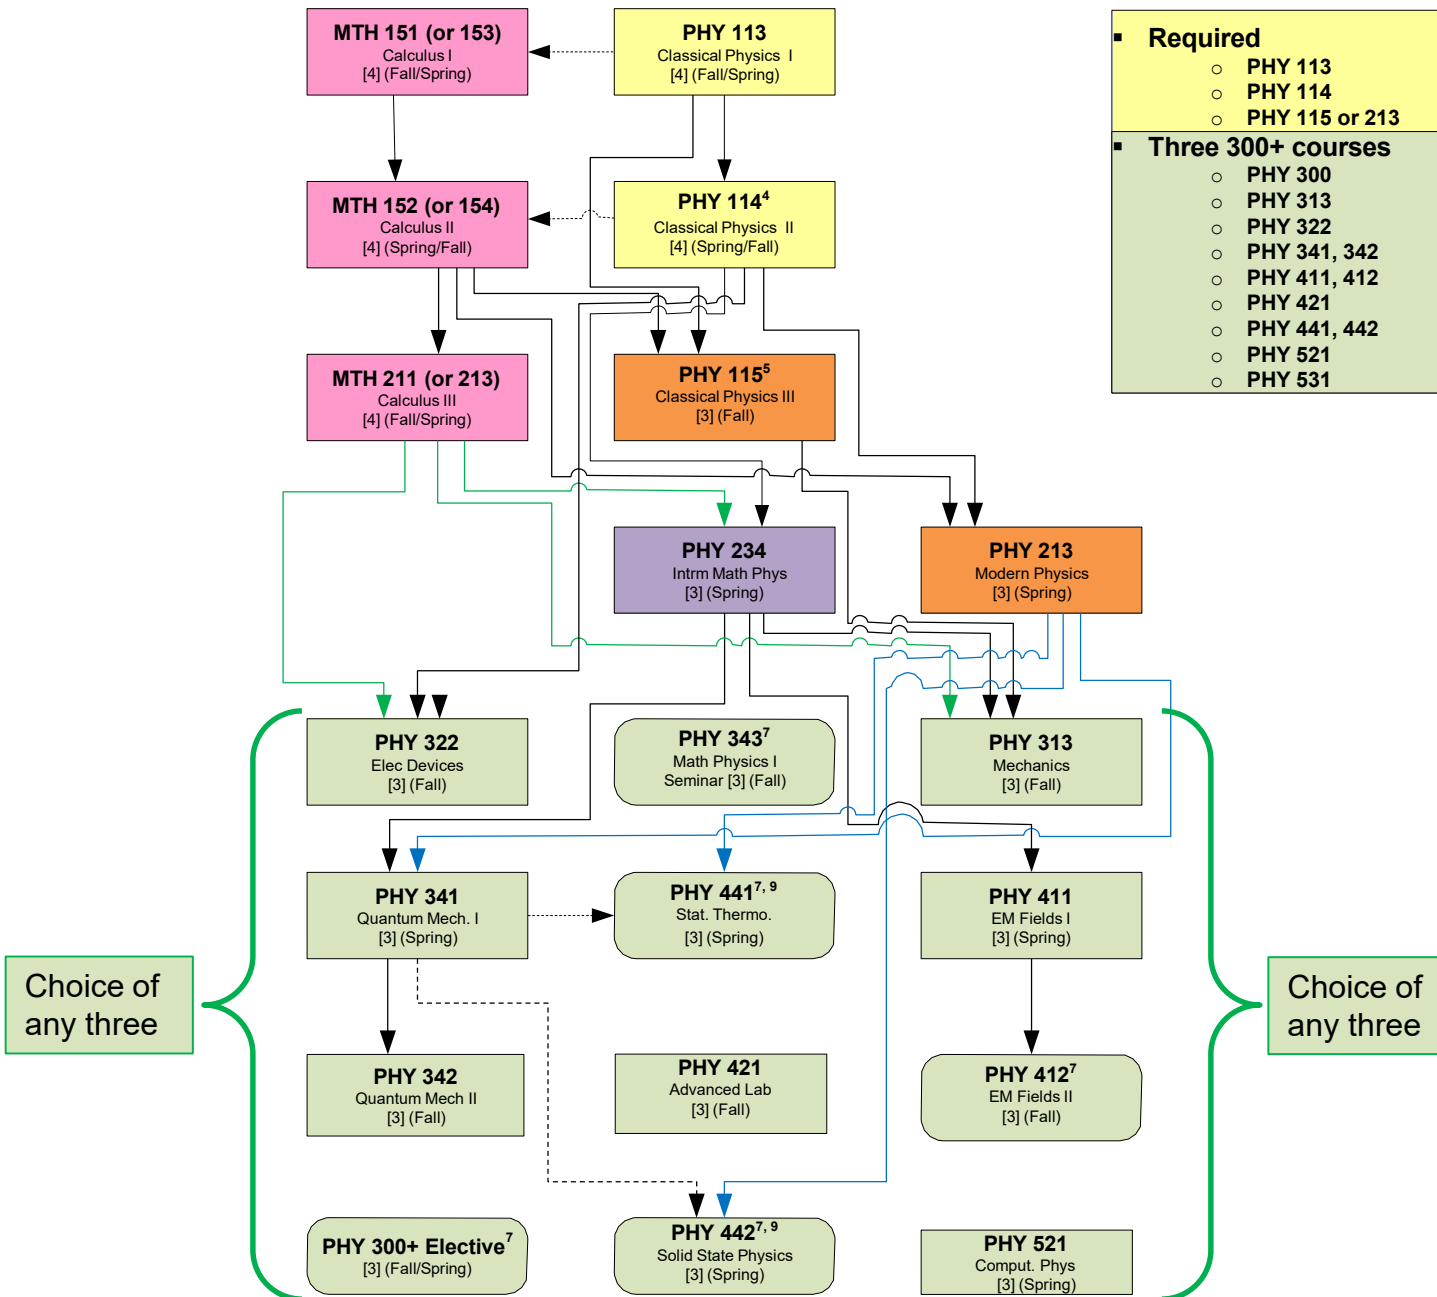 MTH 151 (or 153)
Calculus I
[4] (Fall/Spring)
PHY 113
Classical Physics I
[4] (Fall/Spring)
▪ Required
○ PHY 113
○ PHY 114
○ PHY 115 or 213
▪ Three 300+ courses
○ PHY 300
○ PHY 313
○ PHY 322
○ PHY 341, 342
○ PHY 411, 412
○ PHY 421
○ PHY 441, 442
○ PHY 521
○ PHY 531
MTH 152 (or 154)
Calculus II
[4] (Spring/Fall)
PHY 114⁴
Classical Physics II
[4] (Spring/Fall)
MTH 211 (or 213)
Calculus III
[4] (Fall/Spring)
PHY 115⁵
Classical Physics III
[3] (Fall)
PHY 234
Intrm Math Phys
[3] (Spring)
PHY 213
Modern Physics
[3] (Spring)
PHY 322
Elec Devices
[3] (Fall)
PHY 343⁷
Math Physics I
Seminar [3] (Fall)
PHY 313
Mechanics
[3] (Fall)
PHY 341
Quantum Mech. I
[3] (Spring)
PHY 441⁷˒ ⁹
Stat. Thermo.
[3] (Spring)
PHY 411
EM Fields I
[3] (Spring)
Choice of
any three
Choice of
any three
PHY 342
Quantum Mech II
[3] (Fall)
PHY 421
Advanced Lab
[3] (Fall)
PHY 412⁷
EM Fields II
[3] (Fall)
PHY 300+ Elective⁷
[3] (Fall/Spring)
PHY 442⁷˒ ⁹
Solid State Physics
[3] (Spring)
PHY 521
Comput. Phys
[3] (Spring)